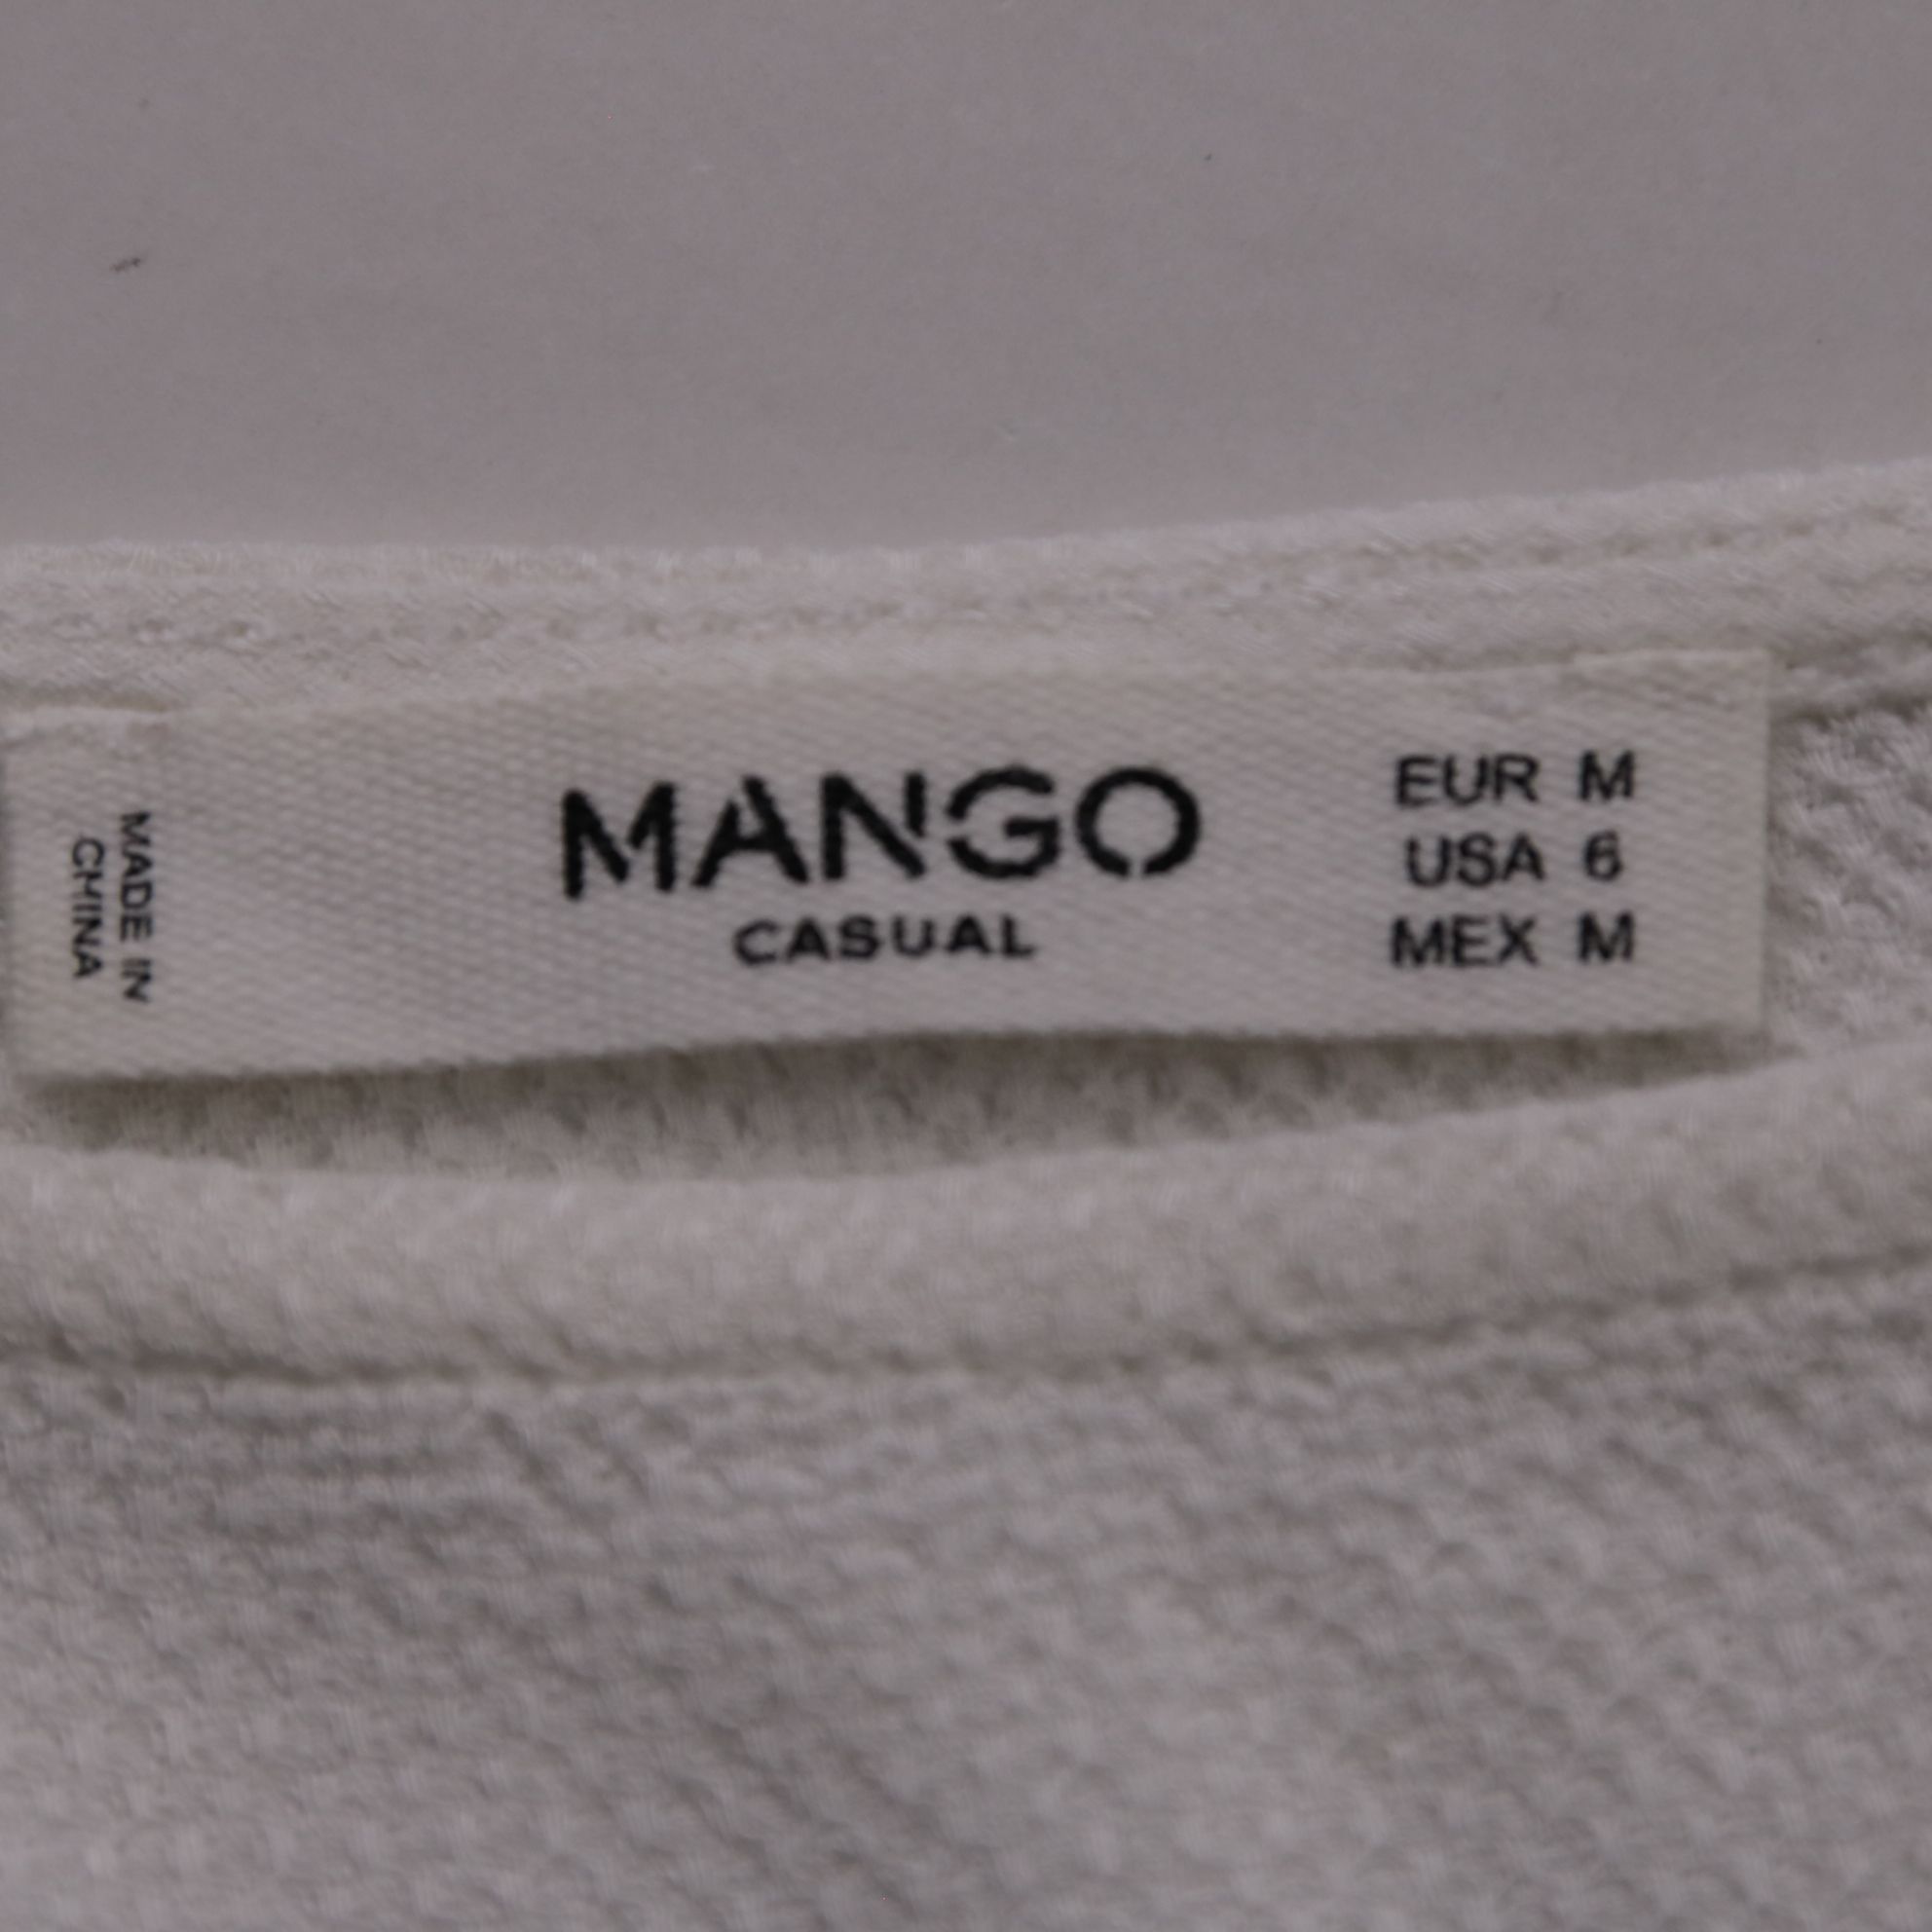 MADE IN
CHINA
MANGO
CASUAL
EUR M
USA 6
MEX M